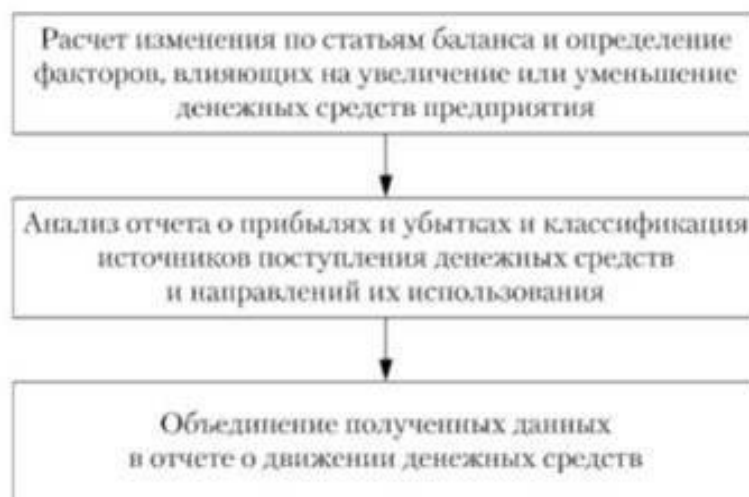 Расчет изменения по статьям баланса и определение
факторов, влияющих на увеличение или уменьшение
денежных средств предприятия
Анализ отчета о прибылях и убытках и классификация
источников поступления денежных средств
и направлений их использования
Объединение полученных данных
в отчете о движении денежных средств